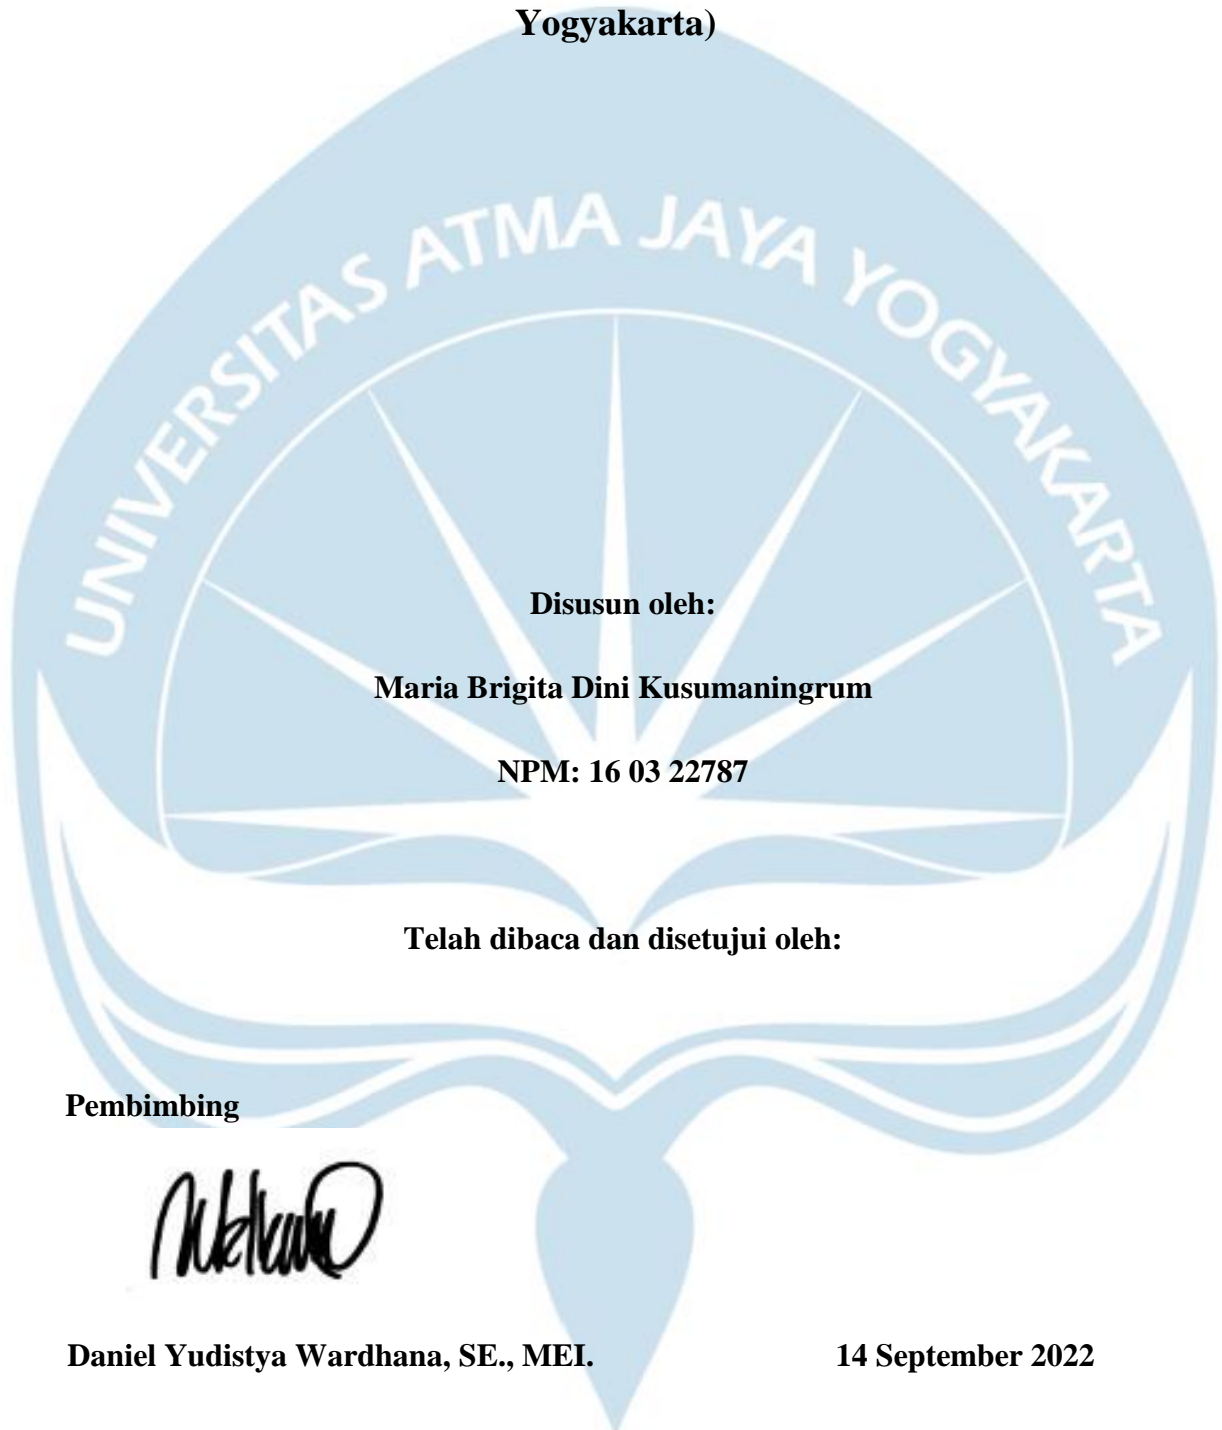 Yogyakarta)
UNIVERSITAS ATMA JAYA YOGYAKARTA
Disusun oleh:
Maria Brigita Dini Kusumaningrum
NPM: 16 03 22787
Telah dibaca dan disetujui oleh:
Pembimbing
Daniel Yudistya Wardhana, SE., MEI. 14 September 2022